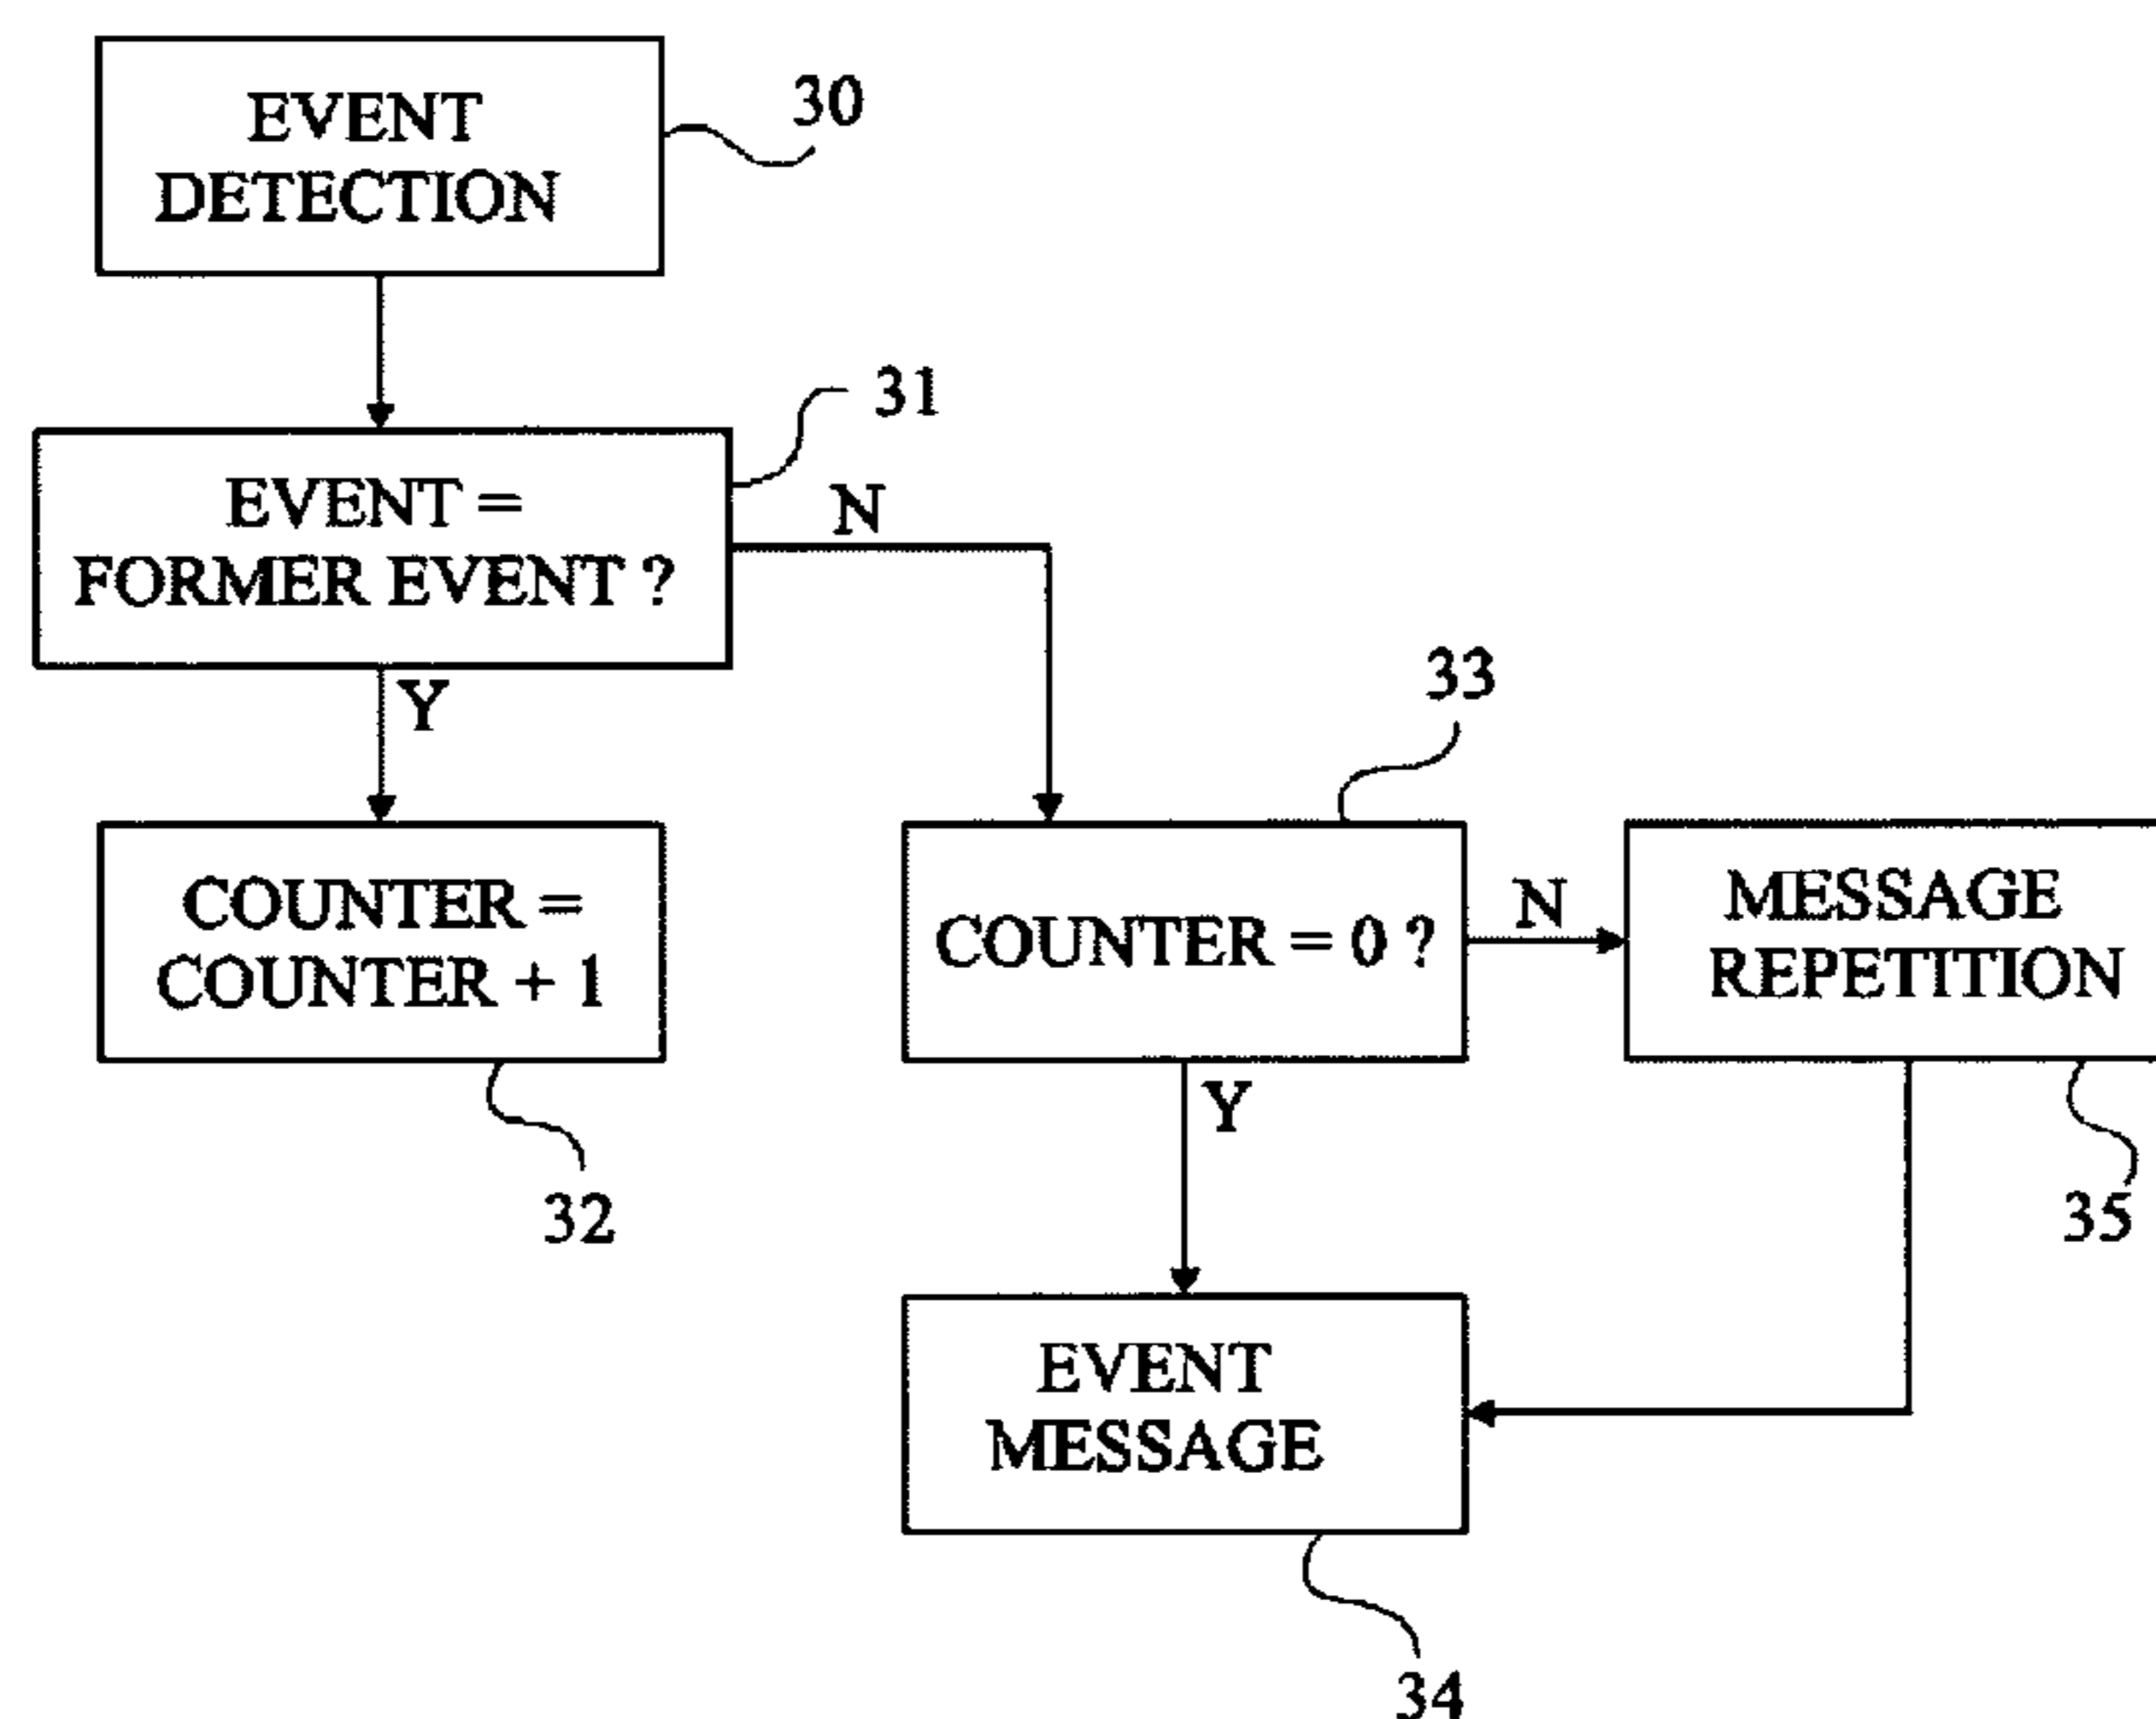 EVENT
DETECTION
30
EVENT =
FORMER EVENT ?
31
N
Y
COUNTER =
COUNTER + 1
32
33
COUNTER = 0 ?
N
MESSAGE
REPETITION
Y
35
EVENT
MESSAGE
34